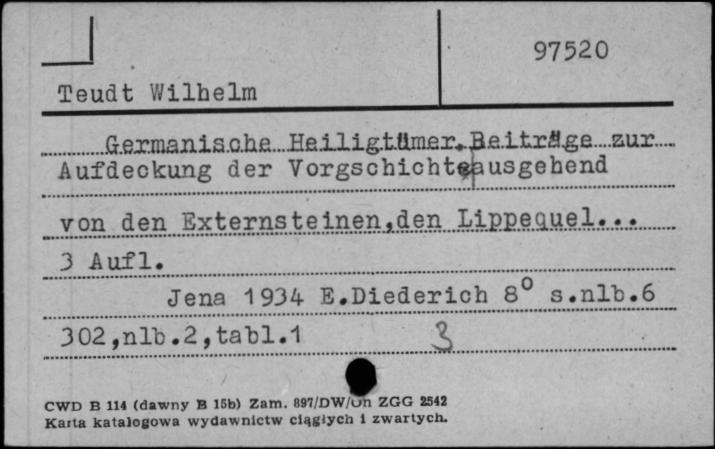 97520
Teudt Wilhelm
Germanische Heiligtümer.Beiträge zur
Aufdeckung der Vorgschichte ausgehend
von den Externsteinen,den Lippequel...
3 Aufl.
Jena 1934 E.Diederich 8° s.nlb.6
302,nlb.2,tabl.1
3
CWD B 114 (dawny B 15b) Zam. 897/DW/Un ZGG 2542
Karta katalogowa wydawnictw ciągłych i zwartych.